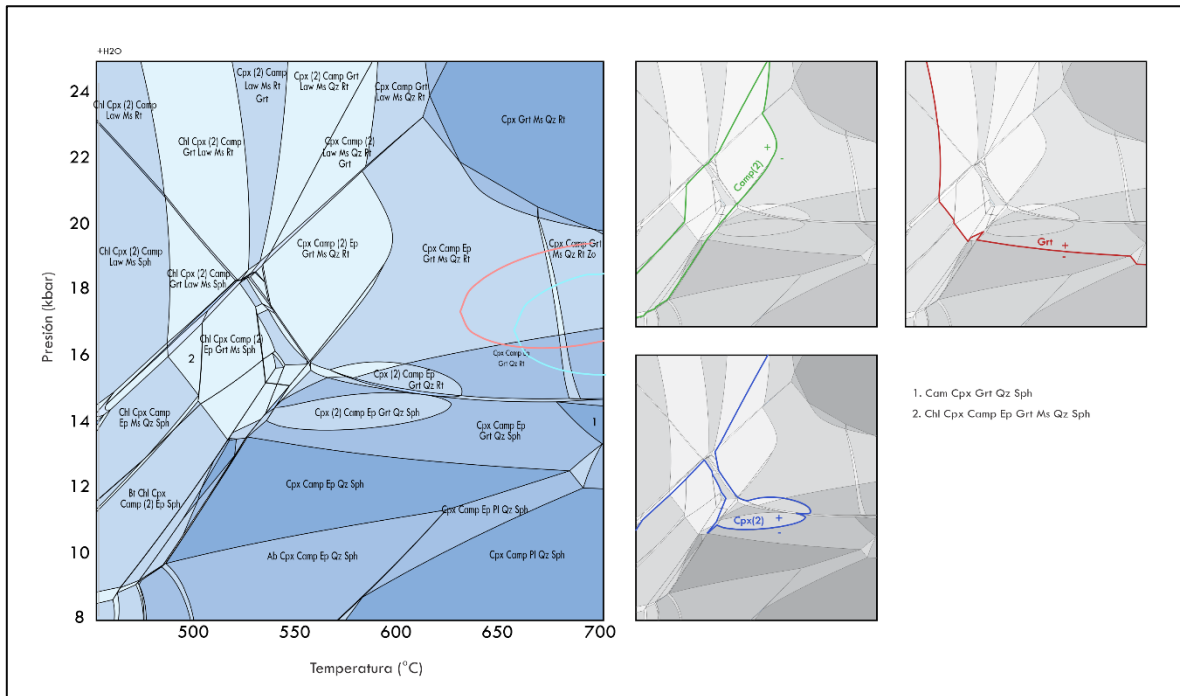 +H2O
Cpx (2) Camp
Law Ms Rt
Grt
Cpx (2) Camp Grt
Law Ms Qz Rt
Cpx Camp Grt
Law Ms Qz Rt
Chl Cpx (2) Camp
Law Ms Rt
Cpx Grt Ms Qz Rt
Chl Cpx (2) Camp
Grt Law Ms Rt
Cpx Camp (2)
Law Ms Qz Rt
Grt
Chl Cpx (2) Camp
Law Ms Sph
Cpx Camp (2) Ep
Grt Ms Qz Rt
Cpx Camp Ep
Grt Ms Qz Rt
Cpx Camp Grt
Ms Qz Rt Zo
Chl Cpx (2) Camp
Grt Law Ms Sph
Chl Cpx Camp (2)
Ep Grt Ms Sph
2
Cpx Camp Ep
Grt Qz Rt
Cpx (2) Camp Ep
Grt Qz Rt
Chl Cpx Camp
Ep Ms Qz Sph
Cpx (2) Camp Ep Grt Qz Sph
Cpx Camp Ep
Grt Qz Sph
1
Bt Chl Cpx
Camp (2) Ep Sph
Cpx Camp Ep Qz Sph
Cpx Camp Ep Pl Qz Sph
Ab Cpx Camp Ep Qz Sph
Cpx Camp Pl Qz Sph
24
22
20
18
16
14
12
10
8
Presión (kbar)
500
550
600
650
700
Temperatura (°C)
Camp(2)
+
-
Grt
+
-
Cpx(2)
+
-
1. Cam Cpx Grt Qz Sph
2. Chl Cpx Camp Ep Grt Ms Qz Sph